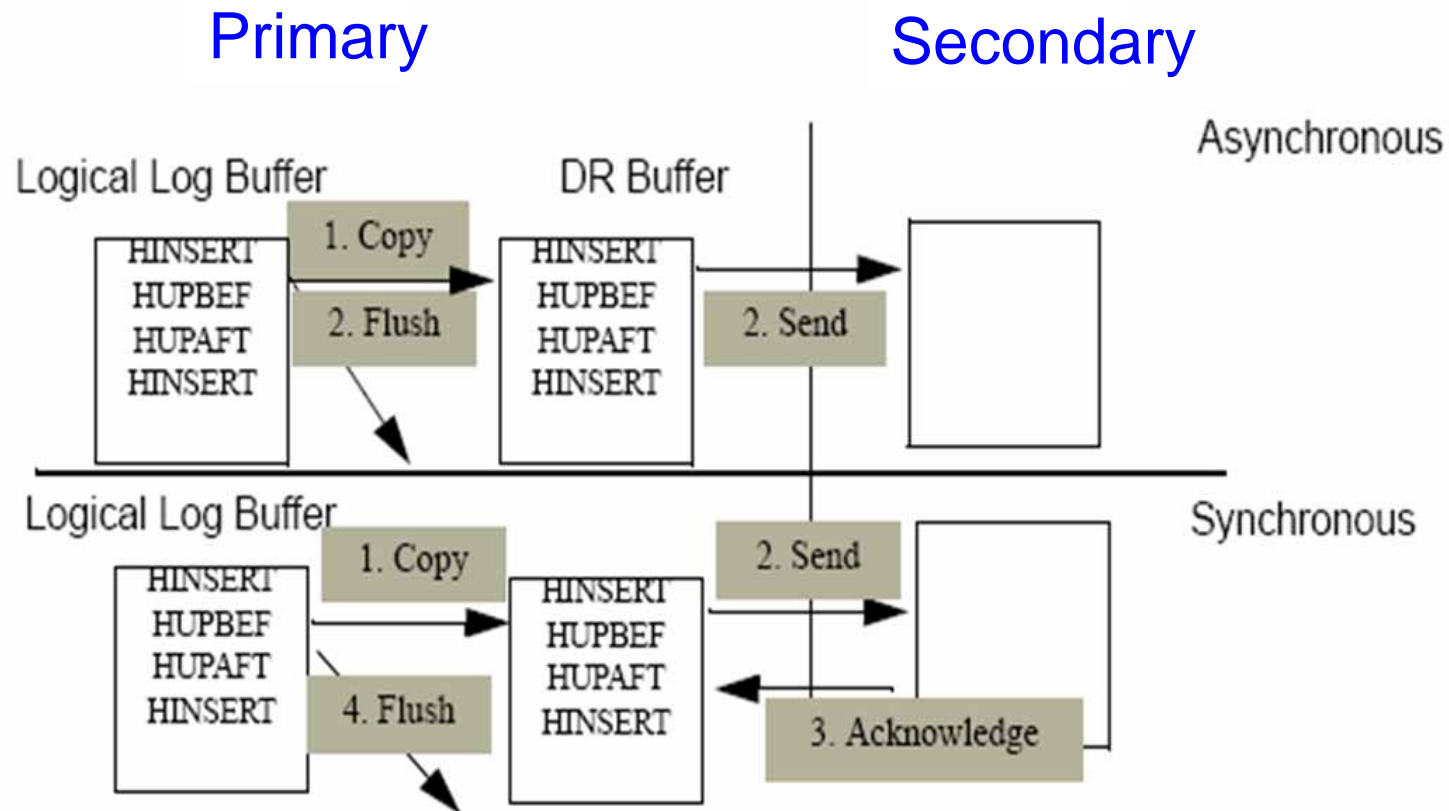 Primary
Secondary
Asynchronous
Logical Log Buffer
DR Buffer
1. Copy
HINSERT
HUPBEF
HUPAFT
HINSERT
2. Flush
HINSERT
HUPBEF
HUPAFT
HINSERT
2. Send
Logical Log Buffer
Synchronous
1. Copy
2. Send
HINSERT
HUPBEF
HUPAFT
HINSERT
4. Flush
HINSERT
HUPBEF
HUPAFT
HINSERT
3. Acknowledge